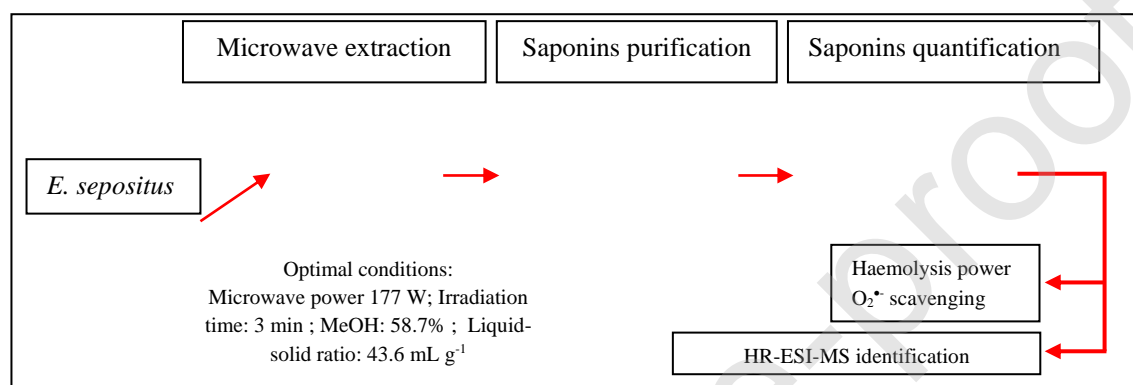 Microwave extraction
Saponins purification
Saponins quantification
E. sepositus
Optimal conditions:
Microwave power 177 W; Irradiation
time: 3 min ; MeOH: 58.7% ; Liquid-
solid ratio: 43.6 mL g⁻¹
Haemolysis power
O₂•- scavenging
HR-ESI-MS identification
e-proof